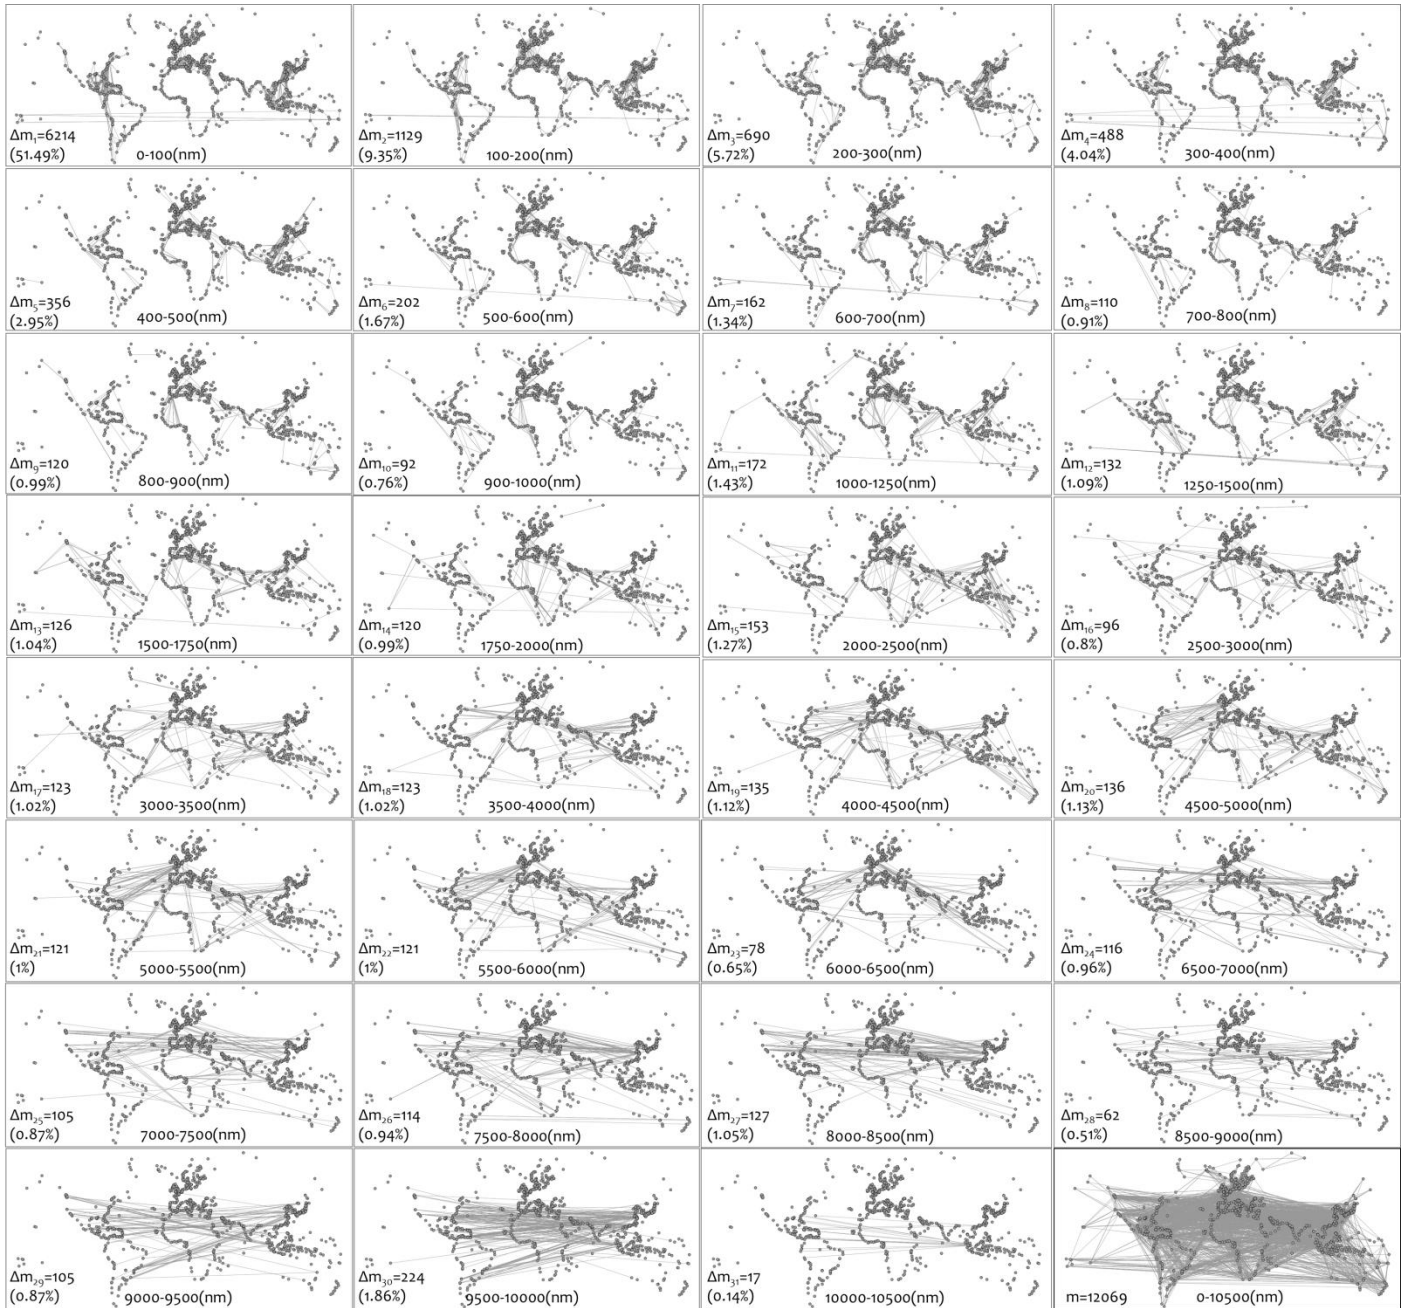 Δm₁=6214
(51.49%)
0-100(nm)
Δm₂=1129
(9.35%)
100-200(nm)
Δm₃=690
(5.72%)
200-300(nm)
Δm₄=488
(4.04%)
300-400(nm)
Δm₅=356
(2.95%)
400-500(nm)
Δm₆=202
(1.67%)
500-600(nm)
Δm₇=162
(1.34%)
600-700(nm)
Δm₈=110
(0.91%)
700-800(nm)
Δm₉=120
(0.99%)
800-900(nm)
Δm₁₀=92
(0.76%)
900-1000(nm)
Δm₁₁=172
(1.43%)
1000-1250(nm)
Δm₁₂=132
(1.09%)
1250-1500(nm)
Δm₁₃=126
(1.04%)
1500-1750(nm)
Δm₁₄=120
(0.99%)
1750-2000(nm)
Δm₁₅=153
(1.27%)
2000-2500(nm)
Δm₁₆=96
(0.8%)
2500-3000(nm)
Δm₁₇=123
(1.02%)
3000-3500(nm)
Δm₁₈=123
(1.02%)
3500-4000(nm)
Δm₁₉=135
(1.12%)
4000-4500(nm)
Δm₂₀=136
(1.13%)
4500-5000(nm)
Δm₂₁=121
(1%)
5000-5500(nm)
Δm₂₂=121
(1%)
5500-6000(nm)
Δm₂₃=78
(0.65%)
6000-6500(nm)
Δm₂₄=116
(0.96%)
6500-7000(nm)
Δm₂₅=105
(0.87%)
7000-7500(nm)
Δm₂₆=114
(0.94%)
7500-8000(nm)
Δm₂₇=127
(1.05%)
8000-8500(nm)
Δm₂₈=62
(0.51%)
8500-9000(nm)
Δm₂₉=105
(0.87%)
9000-9500(nm)
Δm₃₀=224
(1.86%)
9500-10000(nm)
Δm₃₁=17
(0.14%)
10000-10500(nm)
m=12069
0-10500(nm)